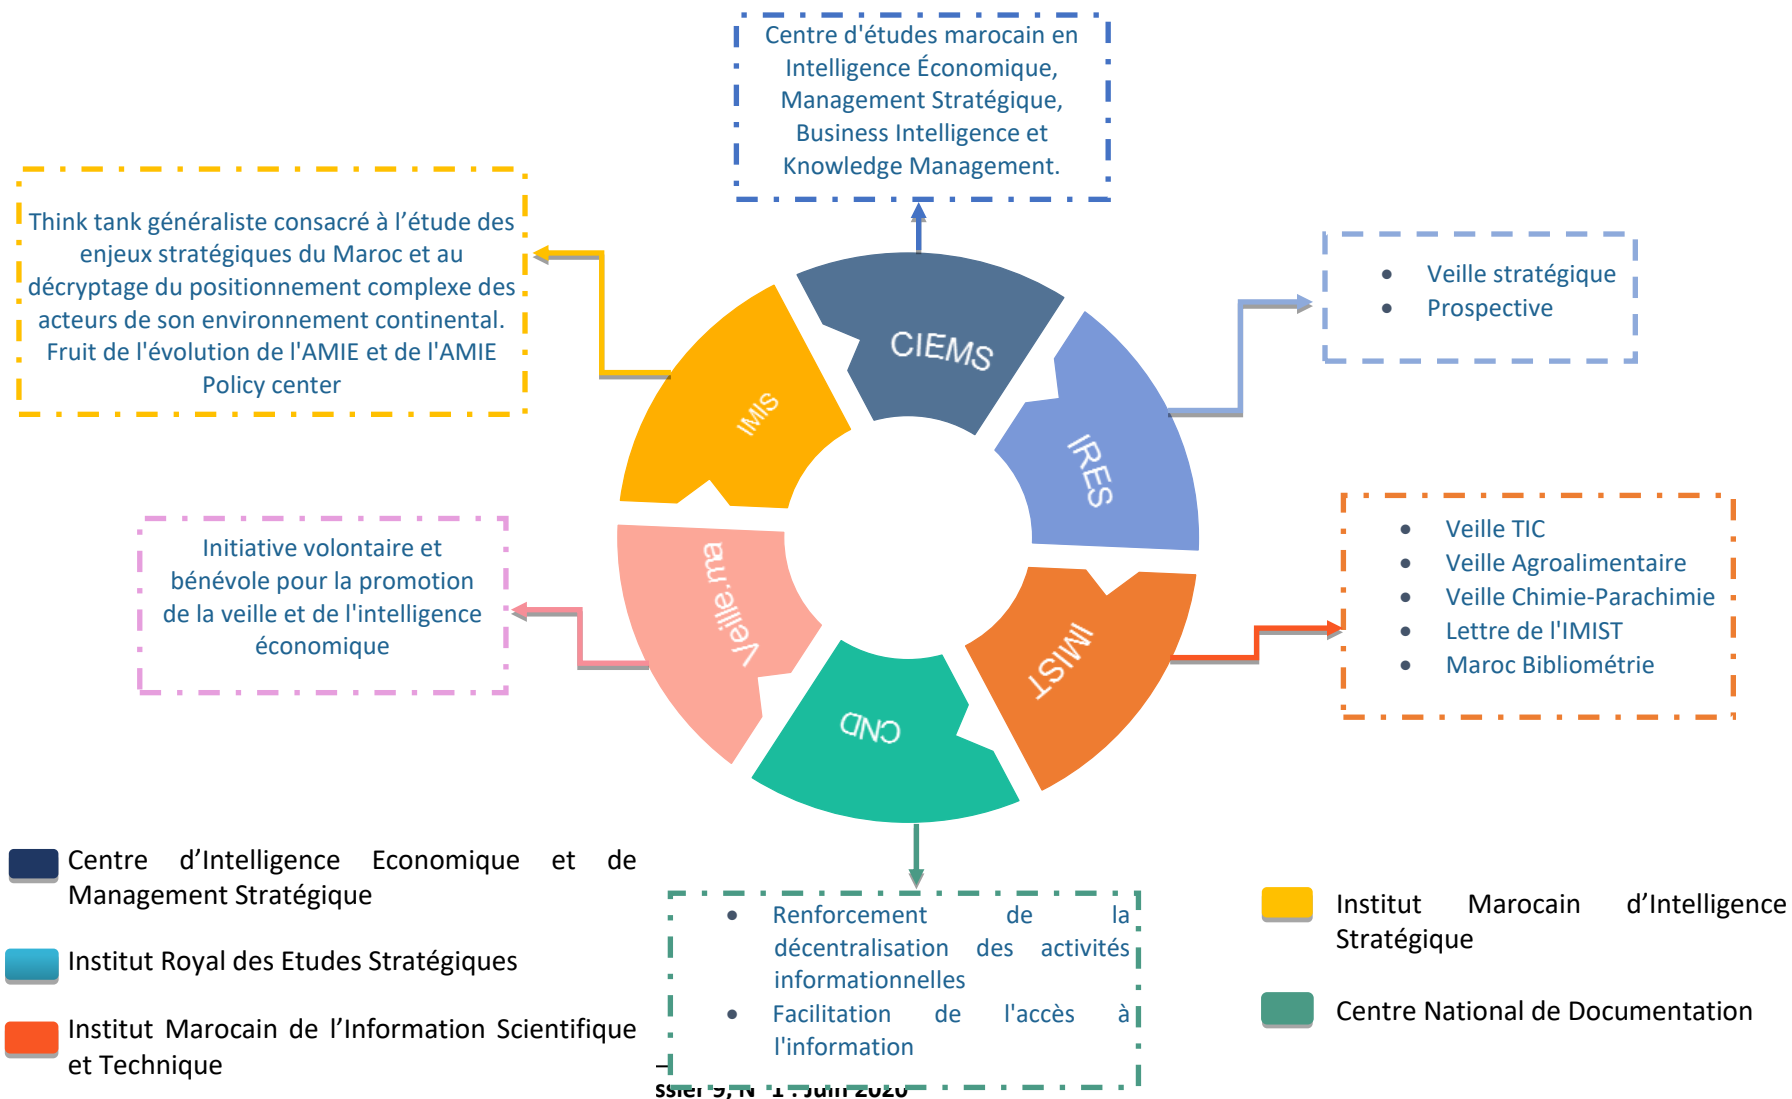 Centre d'études marocain en
Intelligence Économique,
Management Stratégique,
Business Intelligence et
Knowledge Management.
Think tank généraliste consacré à l’étude des
enjeux stratégiques du Maroc et au
décryptage du positionnement complexe des
acteurs de son environnement continental.
Fruit de l'évolution de l'AMIE et de l'AMIE
Policy center
• Veille stratégique
• Prospective
CIEMS
IRES
IMIS
IMIST
CND
Veille.ma
Initiative volontaire et
bénévole pour la promotion
de la veille et de l'intelligence
économique
• Veille TIC
• Veille Agroalimentaire
• Veille Chimie-Parachimie
• Lettre de l'IMIST
• Maroc Bibliométrie
Centre d’Intelligence Economique et de
Management Stratégique
Institut Royal des Etudes Stratégiques
Institut Marocain de l’Information Scientifique
et Technique
• Renforcement de la
décentralisation des activités
informationnelles
• Facilitation de l'accès à
l'information
Institut Marocain d’Intelligence
Stratégique
Centre National de Documentation
ssier 9, N° 1 : Juin 2020